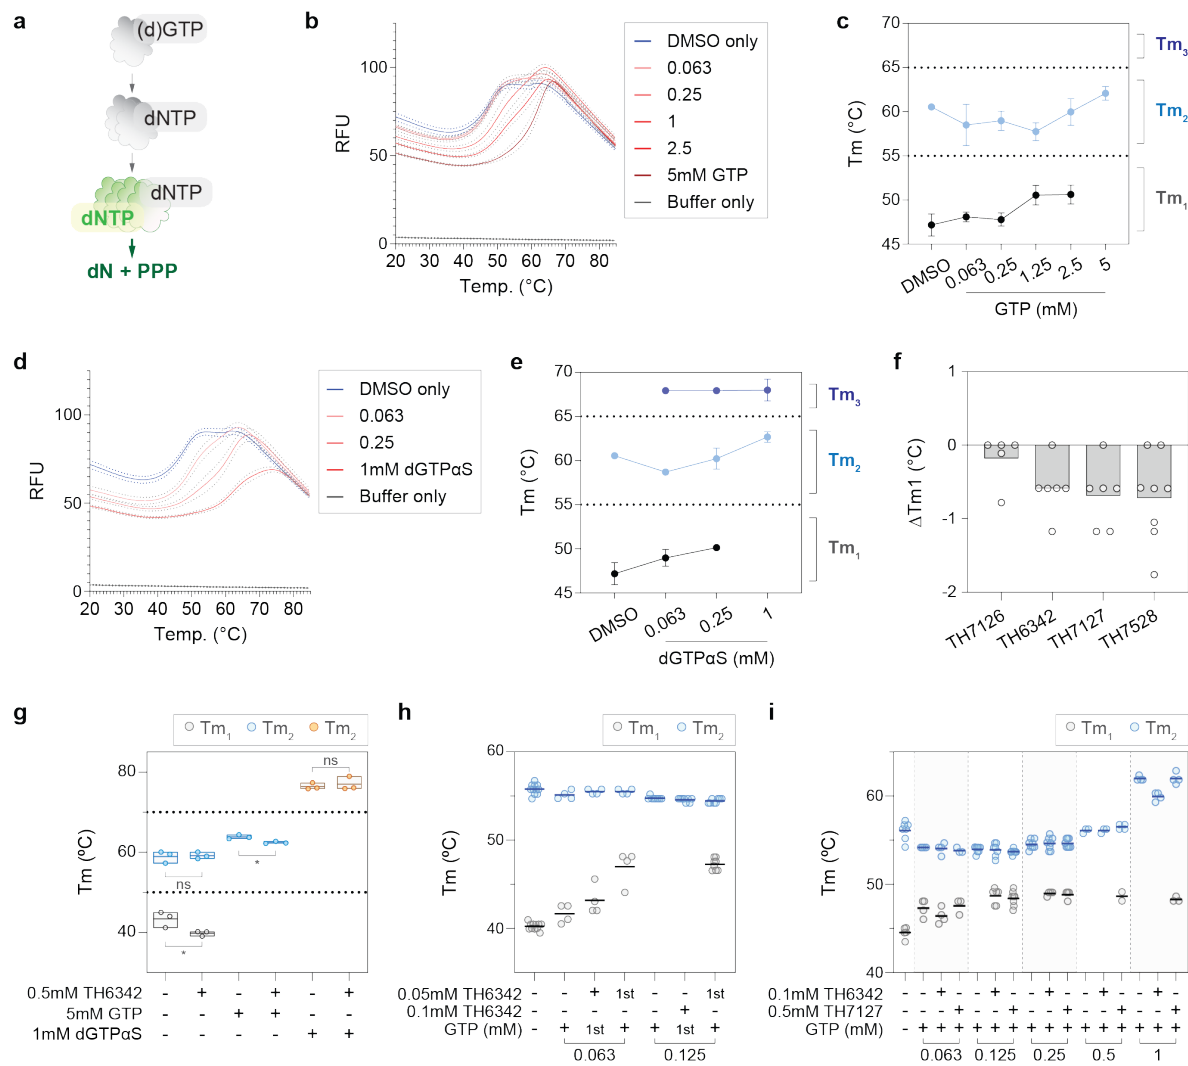 a
(d)GTP
dNTP
dNTP
dNTP
dN + PPP
b
RFU
100
50
0
20 30 40 50 60 70 80
Temp. (°C)
DMSO only
0.063
0.25
1
2.5
5mM GTP
Buffer only
c
Tm (°C)
70
65
60
55
50
45
DMSO 0.063 0.25 1.25 2.5 5
GTP (mM)
Tm3
Tm2
Tm1
d
RFU
100
50
0
20 30 40 50 60 70 80
Temp. (°C)
DMSO only
0.063
0.25
1mM dGTPαS
Buffer only
e
Tm (°C)
70
65
60
55
50
45
DMSO 0.063 0.25 1
dGTPαS (mM)
Tm3
Tm2
Tm1
f
ΔTm1 (°C)
1
0
-1
-2
TH7126 TH6342 TH7127 TH7528
g
Tm1 Tm2 Tm2
Tm (ºC)
80
60
40
ns
ns
*
*
0.5mM TH6342 - + - + - +
5mM GTP - - + + - -
1mM dGTPαS - - - - + +
h
Tm1 Tm2
Tm (ºC)
60
50
40
0.05mM TH6342 - - + 1st - - 1st
0.1mM TH6342 - - - - - + -
GTP (mM) - + 1st + + 1st +
0.063 0.125
i
Tm1 Tm2
Tm (ºC)
60
50
40
0.1mM TH6342 - - + - - + - - + - - + - - + -
0.5mM TH7127 - - - + - - + - - + - - + - - +
GTP (mM) - + + + + + + + + + + + + + + +
0.063 0.125 0.25 0.5 1